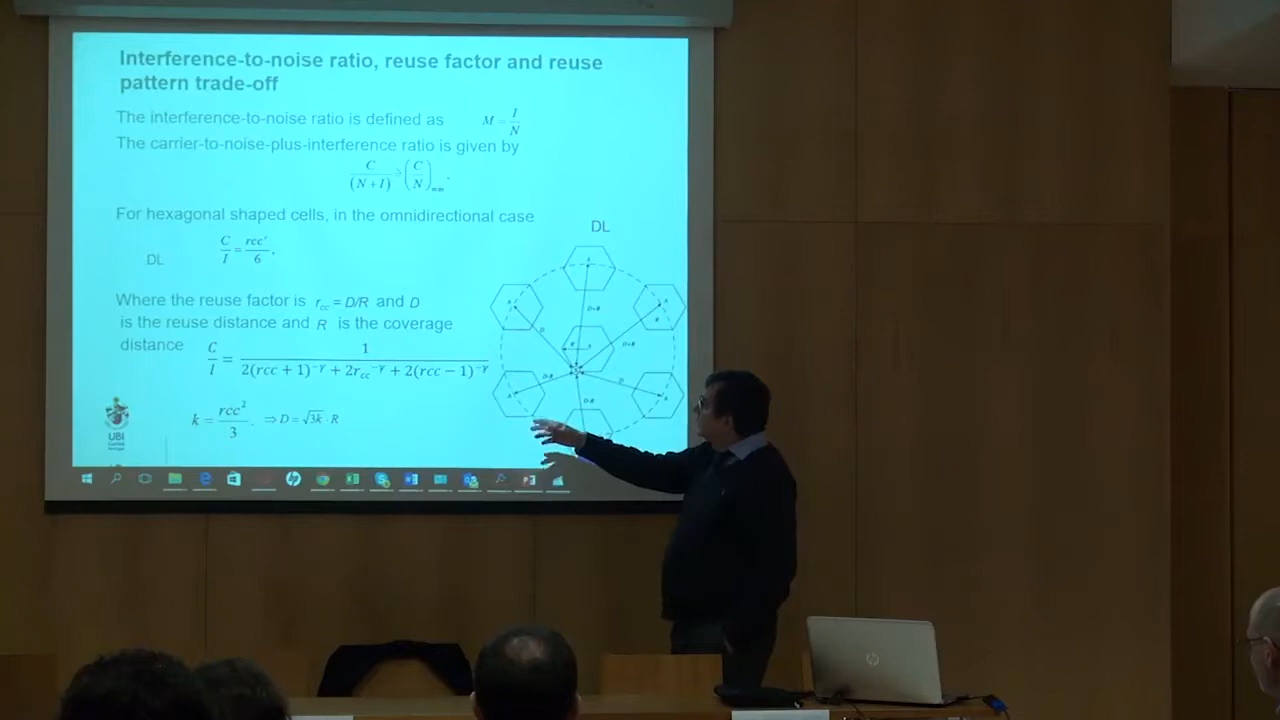 Interference-to-noise ratio, reuse factor and reuse
pattern trade-off
The interference-to-noise ratio is defined as M = I/N
The carrier-to-noise-plus-interference ratio is given by
C/(N+I) ≥ (C/N)min.
For hexagonal shaped cells, in the omnidirectional case
DL
DL C/I = rcc^γ/6,
Where the reuse factor is rcc = D/R and D
is the reuse distance and R is the coverage
distance
C/I = 1/(2(rcc + 1)^−γ + 2rcc^−γ + 2(rcc − 1)^−γ)
k = rcc²/3 ⇒ D = √3k · R
UBI
A
A
A
D+R
R
D
D+R
R
A
D-R
D
A
A
D-R
hp